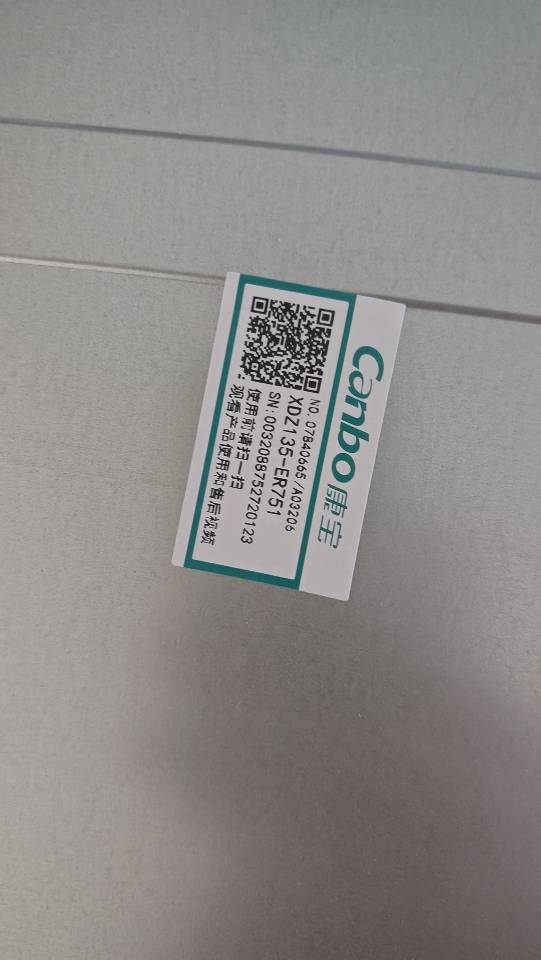 Canbo康宝
NO. 07840665/A03206
XDZ135-ER751
SN:0032088752720123
使用前请扫一扫
观看产品使用和售后视频